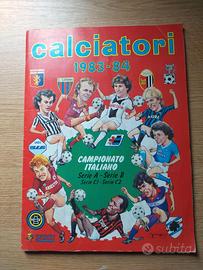 calciatori
1983-84
CAMPIONATO
ITALIANO
Serie A - Serie B
Serie C1 - Serie C2
subito